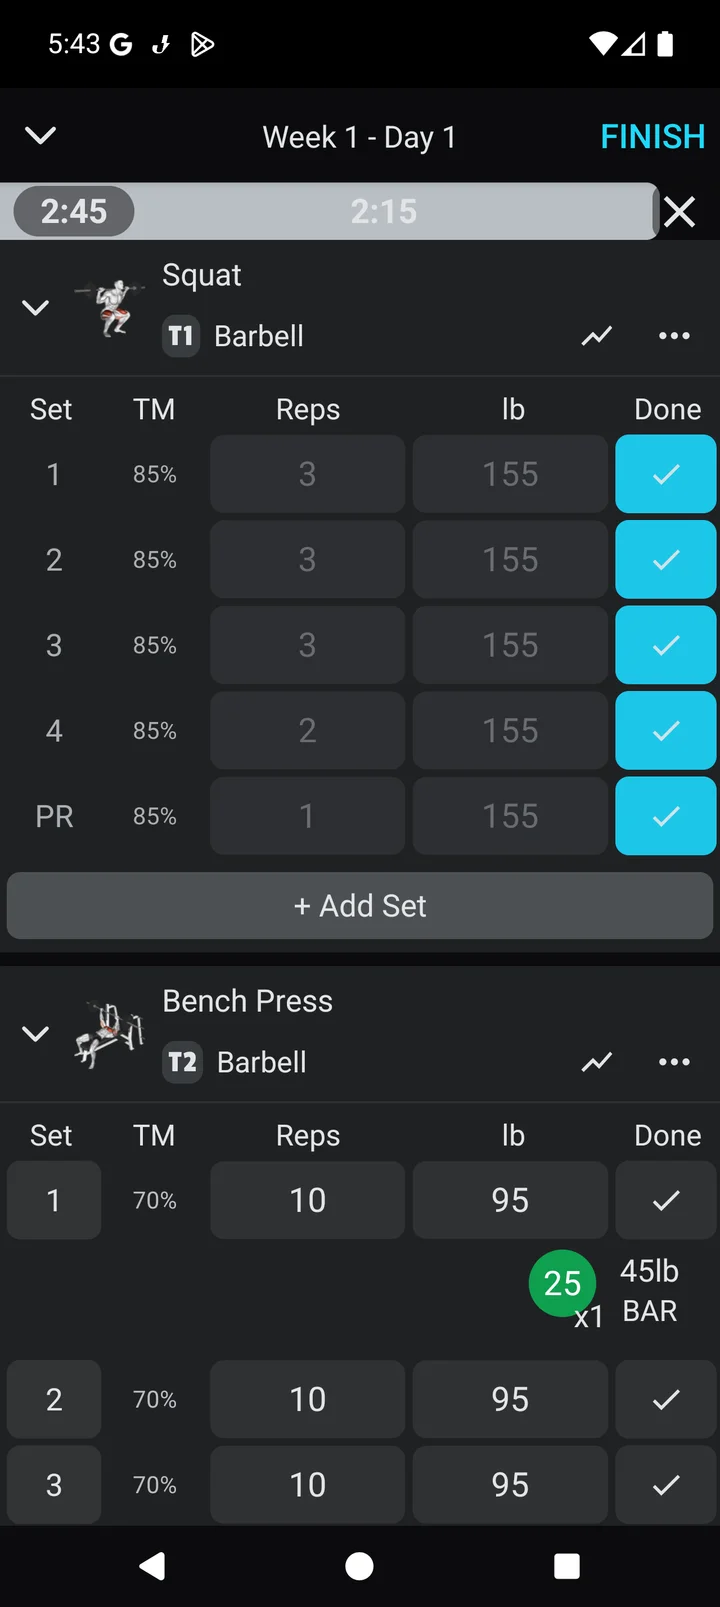 5:43
Week 1 - Day 1 FINISH
2:45 2:15
Squat
T1 Barbell
Set TM Reps lb Done
1 85% 3 155
2 85% 3 155
3 85% 3 155
4 85% 2 155
PR 85% 1 155
+ Add Set
Bench Press
T2 Barbell
Set TM Reps lb Done
1 70% 10 95
25 x1 45lb BAR
2 70% 10 95
3 70% 10 95